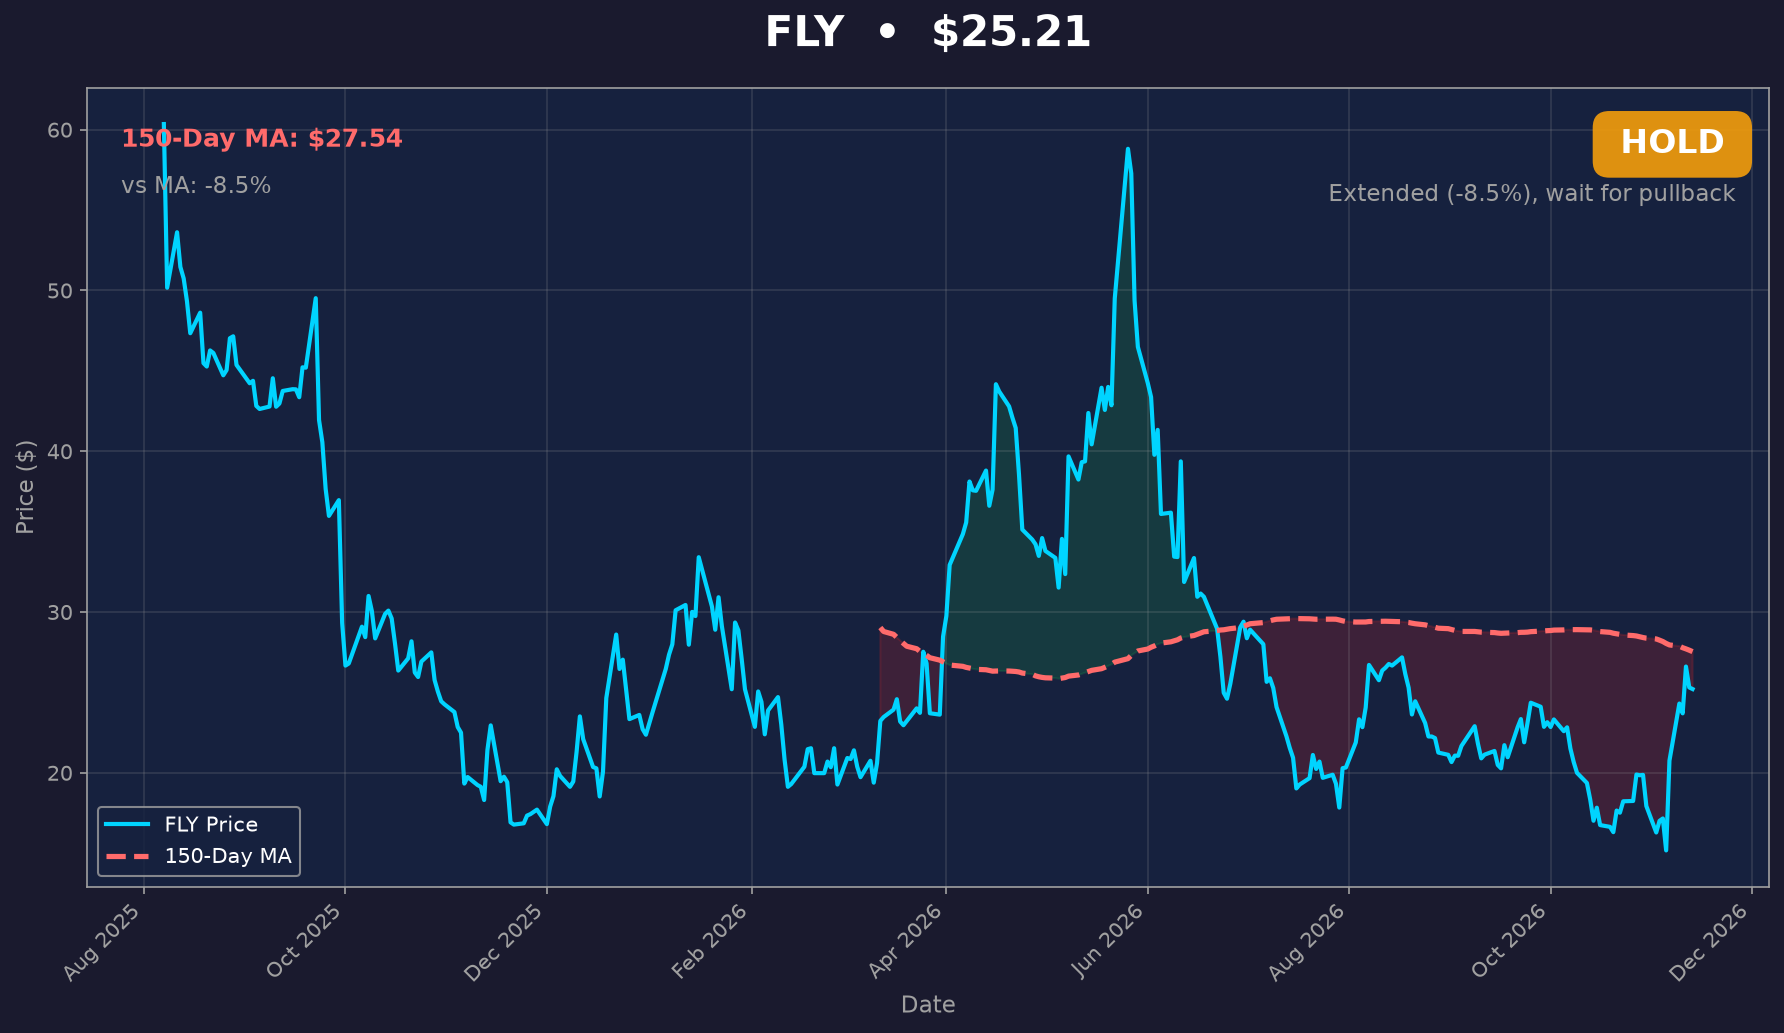 FLY • $25.21
150-Day MA: $27.54
vs MA: -8.5%
HOLD
Extended (-8.5%), wait for pullback
Price ($)
60
50
40
30
20
FLY Price
150-Day MA
Aug 2025
Oct 2025
Dec 2025
Feb 2026
Apr 2026
Jun 2026
Aug 2026
Oct 2026
Dec 2026
Date